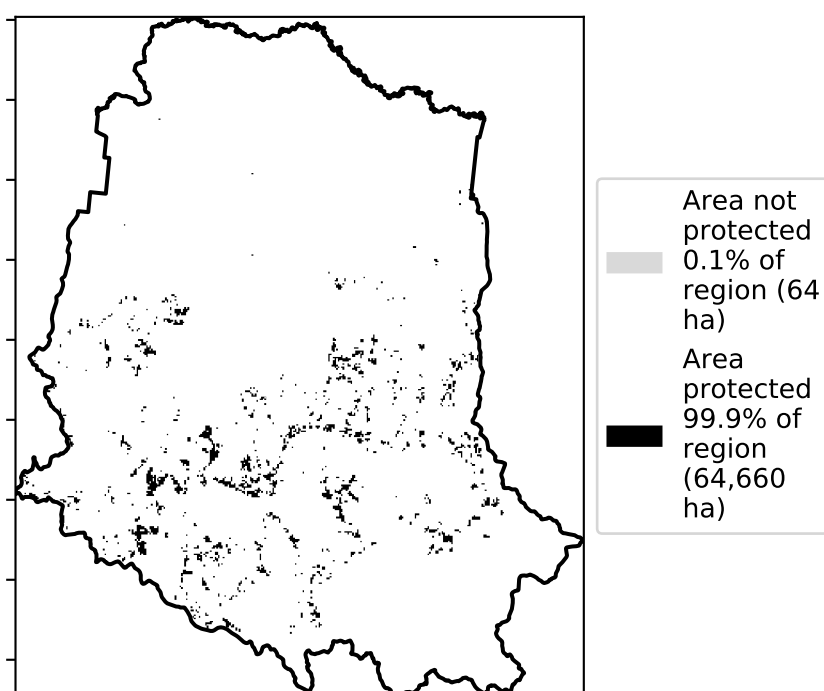 Area not
protected
0.1% of
region (64
ha)
Area
protected
99.9% of
region
(64,660
ha)